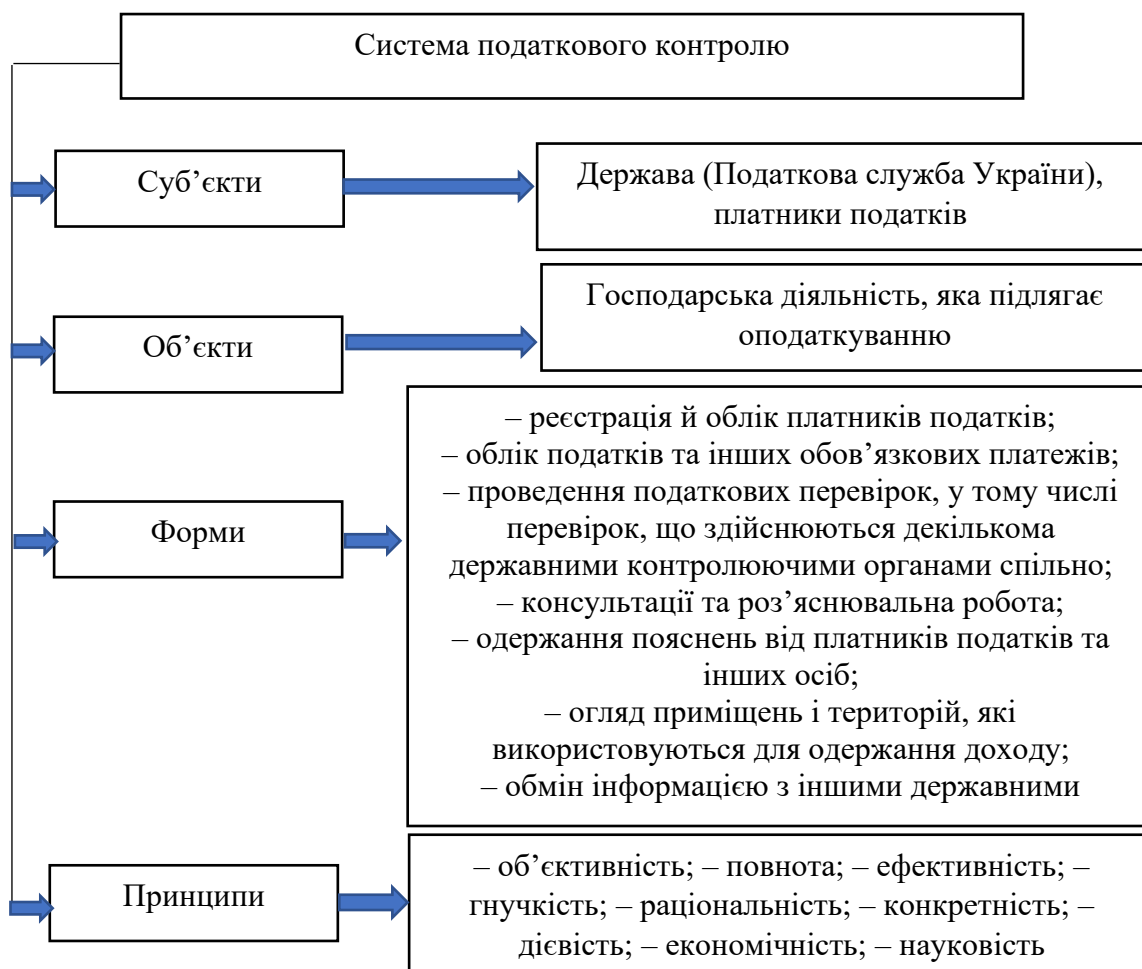 Система податкового контролю
Суб’єкти
Держава (Податкова служба України),
платники податків
Об’єкти
Господарська діяльність, яка підлягає
оподаткуванню
Форми
– реєстрація й облік платників податків;
– облік податків та інших обов’язкових платежів;
– проведення податкових перевірок, у тому числі
перевірок, що здійснюються декількома
державними контролюючими органами спільно;
– консультації та роз’яснювальна робота;
– одержання пояснень від платників податків та
інших осіб;
– огляд приміщень і територій, які
використовуються для одержання доходу;
– обмін інформацією з іншими державними
Принципи
– об’єктивність; – повнота; – ефективність; –
гнучкість; – раціональність; – конкретність; –
дієвість; – економічність; – науковість